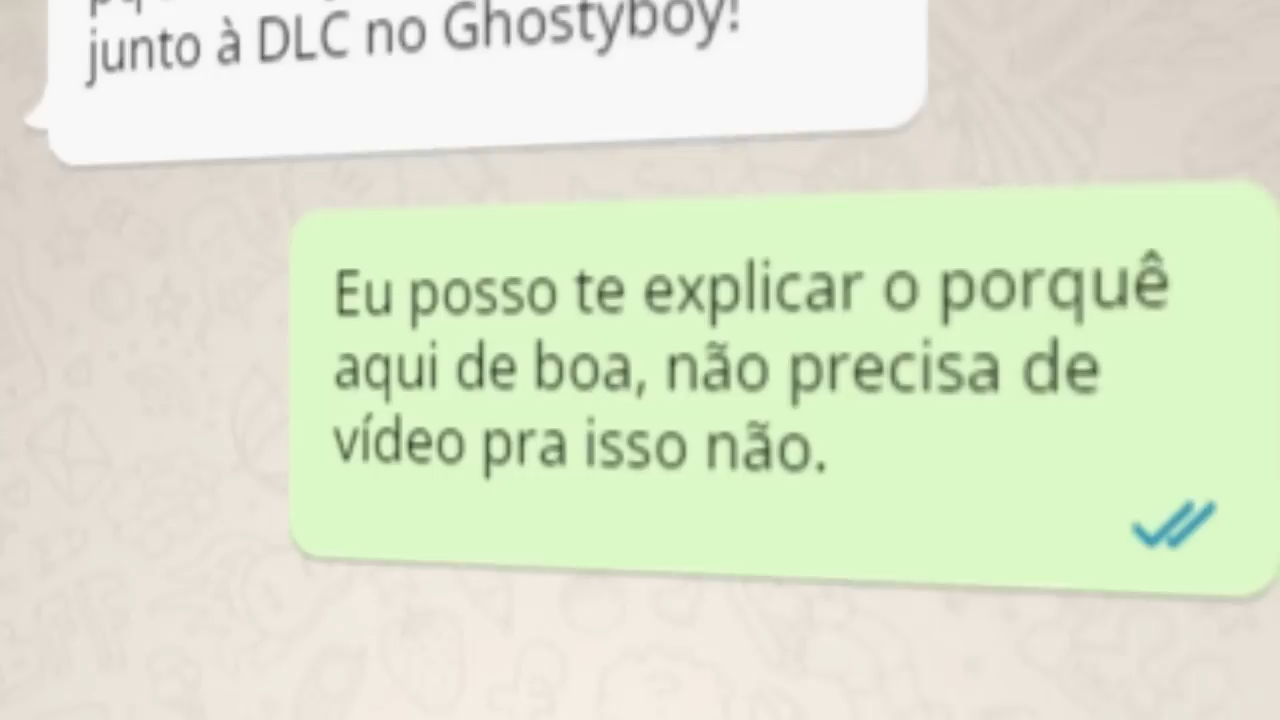 junto à DLC no Ghostyboy!
Eu posso te explicar o porquê
aqui de boa, não precisa de
vídeo pra isso não.